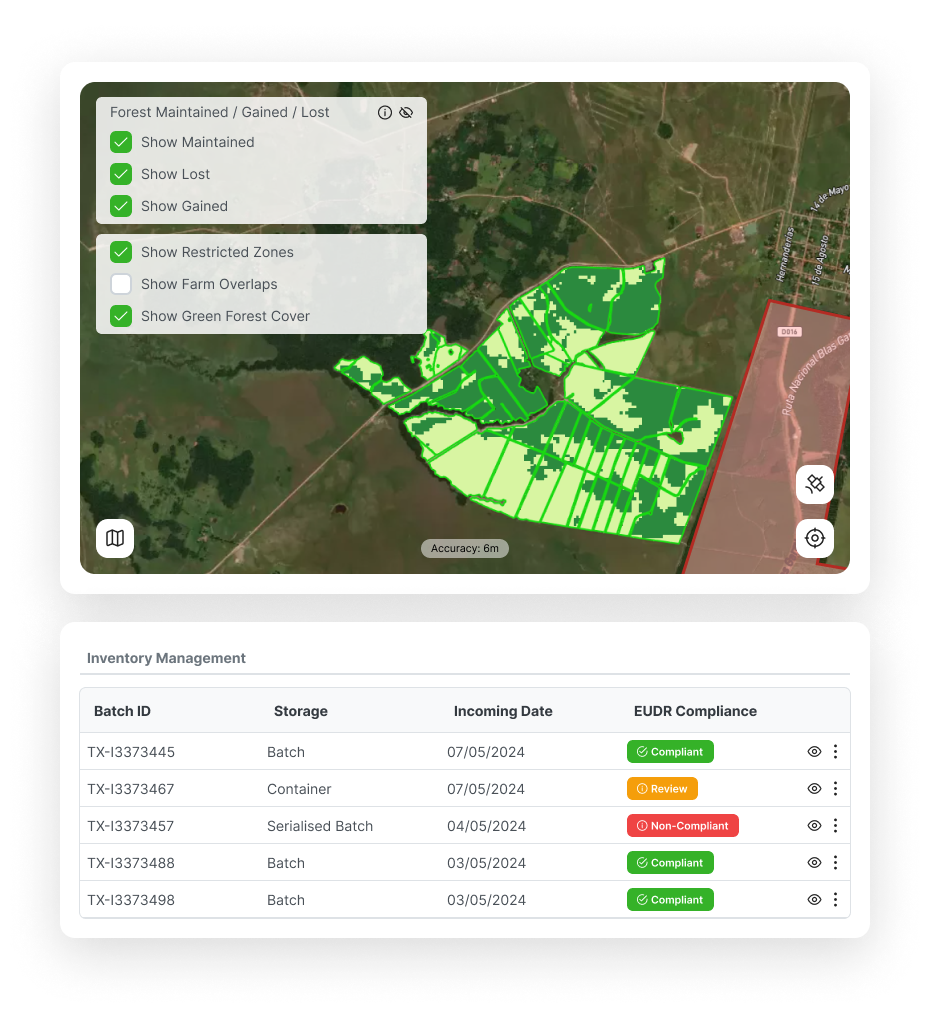 Forest Maintained / Gained / Lost
Show Maintained
Show Lost
Show Gained
Show Restricted Zones
Show Farm Overlaps
Show Green Forest Cover
14 de Mayo
Hernandarias
15 de Agosto
D016
Ruta Nacional Blas Ga
Accuracy: 6m
Inventory Management
Batch ID Storage Incoming Date EUDR Compliance
TX-I3373445 Batch 07/05/2024 Compliant
TX-I3373467 Container 07/05/2024 Review
TX-I3373457 Serialised Batch 04/05/2024 Non-Compliant
TX-I3373488 Batch 03/05/2024 Compliant
TX-I3373498 Batch 03/05/2024 Compliant